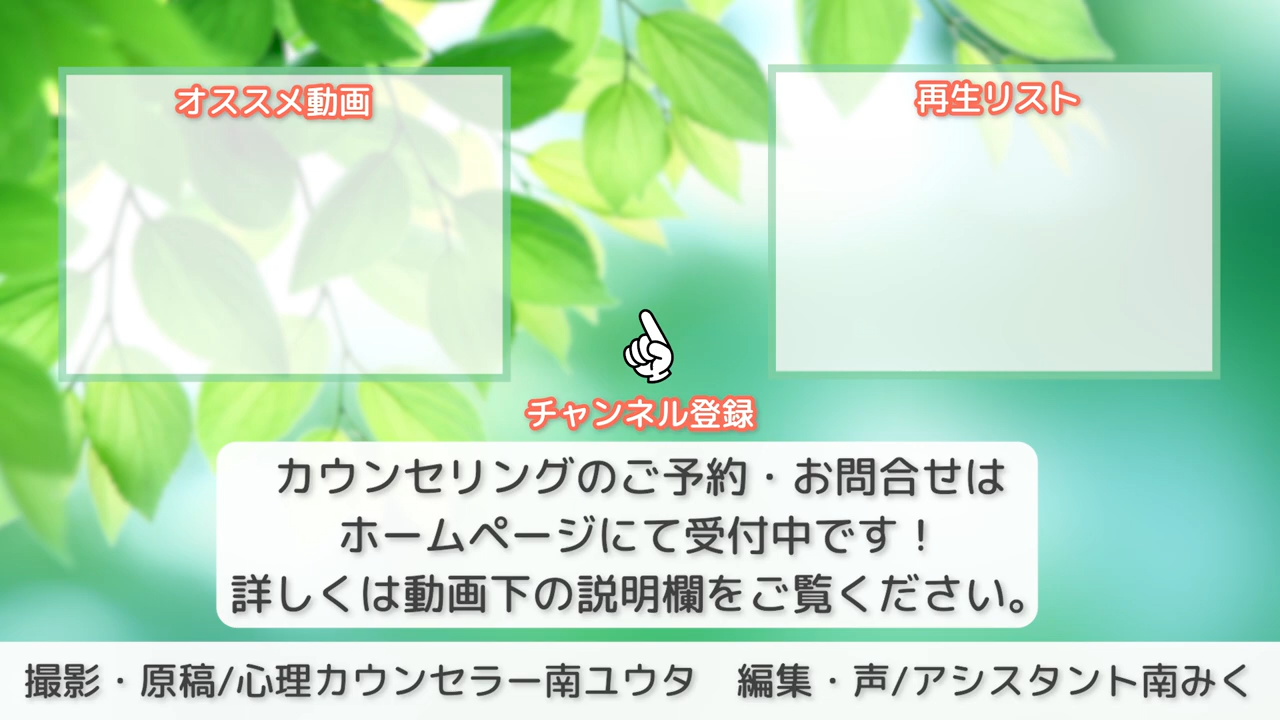 オススメ動画
再生リスト
チャンネル登録
カウンセリングのご予約・お問合せは
ホームページにて受付中です！
詳しくは動画下の説明欄をご覧ください。
撮影・原稿/心理カウンセラー南ユウタ　編集・声/アシスタント南みく